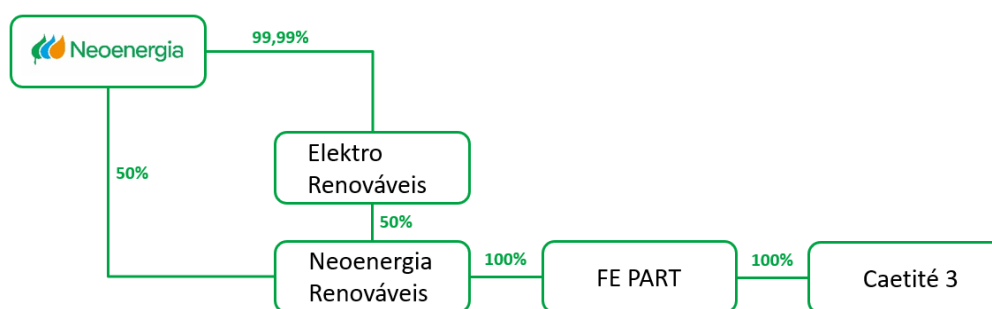 Neoenergia
99,99%
Elektro
Renováveis
50%
50%
Neoenergia
Renováveis
100%
FE PART
100%
Caetité 3